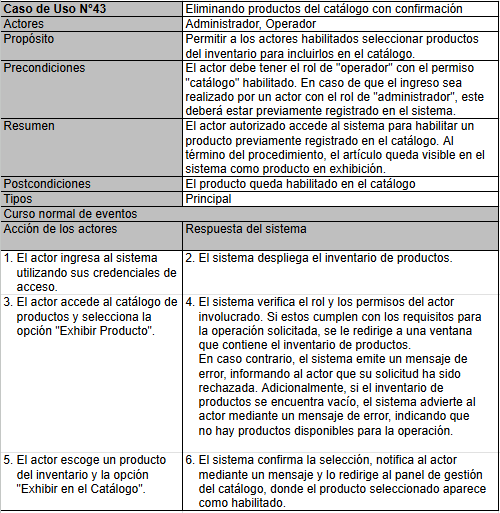 Caso de Uso N°43 Eliminando productos del catálogo con confirmación
Actores Administrador, Operador
Propósito Permitir a los actores habilitados seleccionar productos
del inventario para incluirlos en el catálogo.
Precondiciones El actor debe tener el rol de "operador" con el permiso
"catálogo" habilitado. En caso de que el ingreso sea
realizado por un actor con el rol de "administrador", este
deberá estar previamente registrado en el sistema.
Resumen El actor autorizado accede al sistema para habilitar un
producto previamente registrado en el catálogo. Al
término del procedimiento, el artículo queda visible en el
sistema como producto en exhibición.
Postcondiciones El producto queda habilitado en el catálogo
Tipos Principal
Curso normal de eventos
Acción de los actores Respuesta del sistema
1. El actor ingresa al sistema
utilizando sus credenciales de
acceso.
2. El sistema despliega el inventario de productos.
3. El actor accede al catálogo de
productos y selecciona la
opción "Exhibir Producto".
4. El sistema verifica el rol y los permisos del actor
involucrado. Si estos cumplen con los requisitos para
la operación solicitada, se le redirige a una ventana
que contiene el inventario de productos.
En caso contrario, el sistema emite un mensaje de
error, informando al actor que su solicitud ha sido
rechazada. Adicionalmente, si el inventario de
productos se encuentra vacío, el sistema advierte al
actor mediante un mensaje de error, indicando que
no hay productos disponibles para la operación.
5. El actor escoge un producto
del inventario y la opción
"Exhibir en el Catálogo".
6. El sistema confirma la selección, notifica al actor
mediante un mensaje y lo redirige al panel de gestión
del catálogo, donde el producto seleccionado aparece
como habilitado.